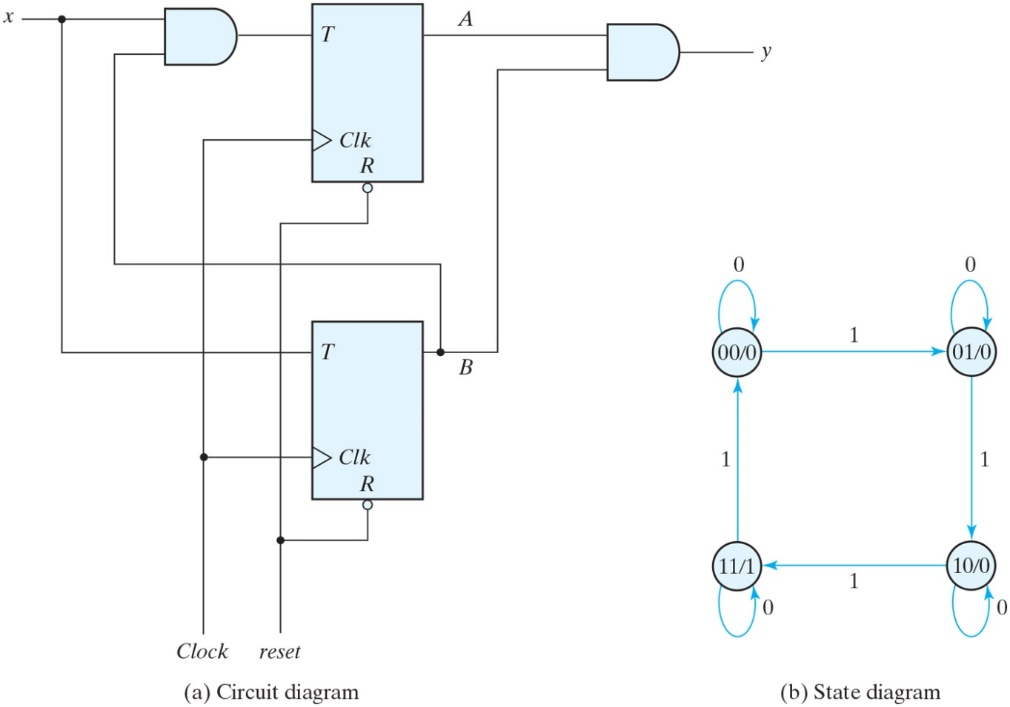 x
T
A
y
Clk
R
T
B
Clk
R
Clock reset
(a) Circuit diagram
0 0
00/0 1 01/0
1 1
11/1 1 10/0
0 0
(b) State diagram